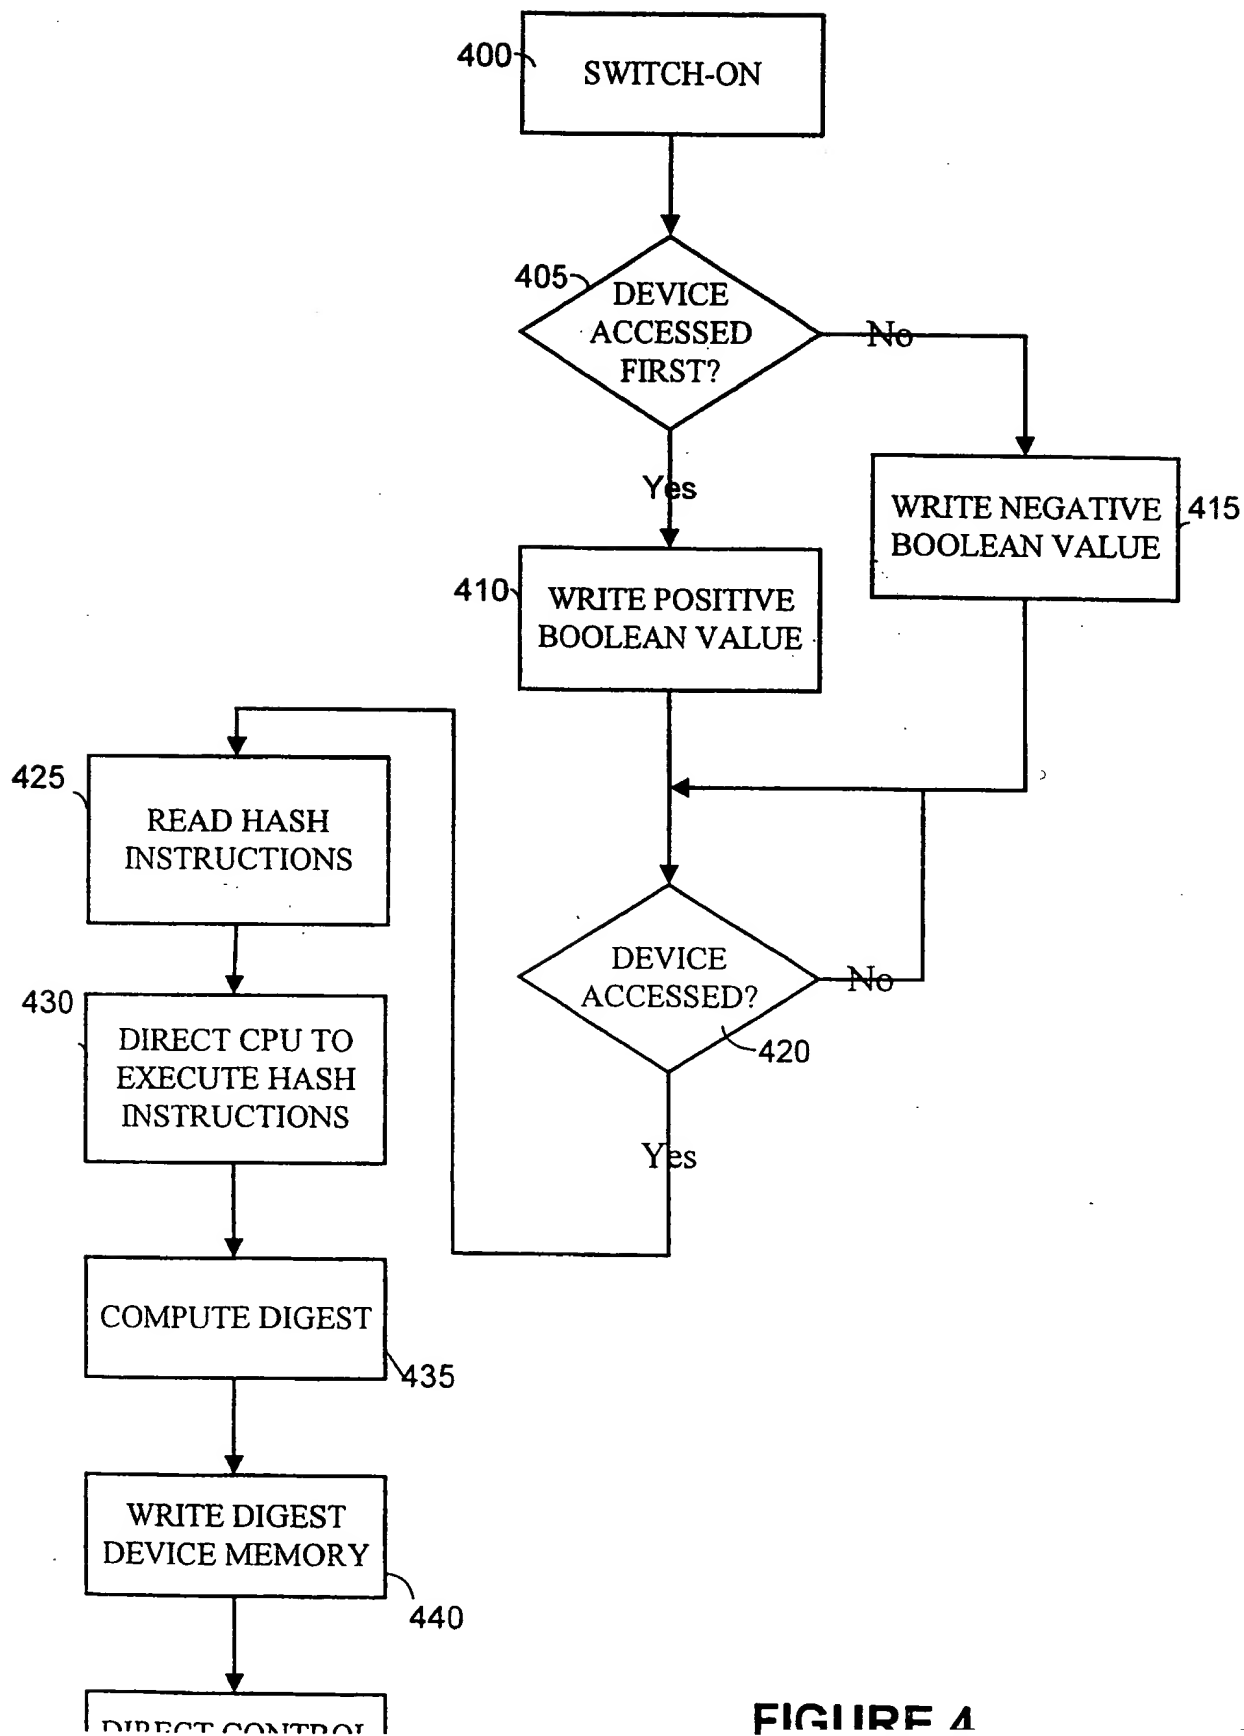 400
SWITCH-ON
405
DEVICE
ACCESSED
FIRST?
No
Yes
WRITE NEGATIVE
BOOLEAN VALUE
415
410
WRITE POSITIVE
BOOLEAN VALUE
425
READ HASH
INSTRUCTIONS
DEVICE
ACCESSED?
No
420
Yes
430
DIRECT CPU TO
EXECUTE HASH
INSTRUCTIONS
COMPUTE DIGEST
435
WRITE DIGEST
DEVICE MEMORY
440
DIRECT CONTROL
FIGURE 4